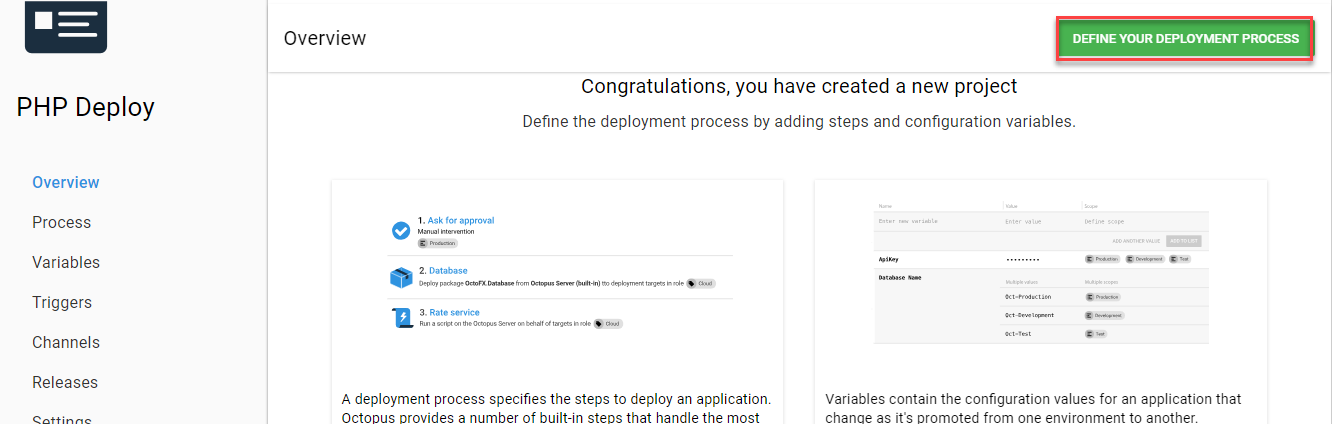 PHP Deploy
Overview
Process
Variables
Triggers
Channels
Releases
Settings
Overview
DEFINE YOUR DEPLOYMENT PROCESS
Congratulations, you have created a new project
Define the deployment process by adding steps and configuration variables.
1. Ask for approval
Manual intervention
Production
2. Database
Deploy package OctoFX.Database from Octopus Server (built-in) tto deployment targets in role Cloud
3. Rate service
Run a script on the Octopus Server on behalf of targets in role Cloud
A deployment process specifies the steps to deploy an application.
Octopus provides a number of built-in steps that handle the most
Name Value Scope
Enter new variable Enter value Define scope
ADD ANOTHER VALUE ADD TO LIST
ApiKey ••••••••• Production Development Test
Database Name Multiple values Multiple scopes
Oct-Production Production
Oct-Development Development
Oct-Test Test
Variables contain the configuration values for an application that
change as it's promoted from one environment to another.